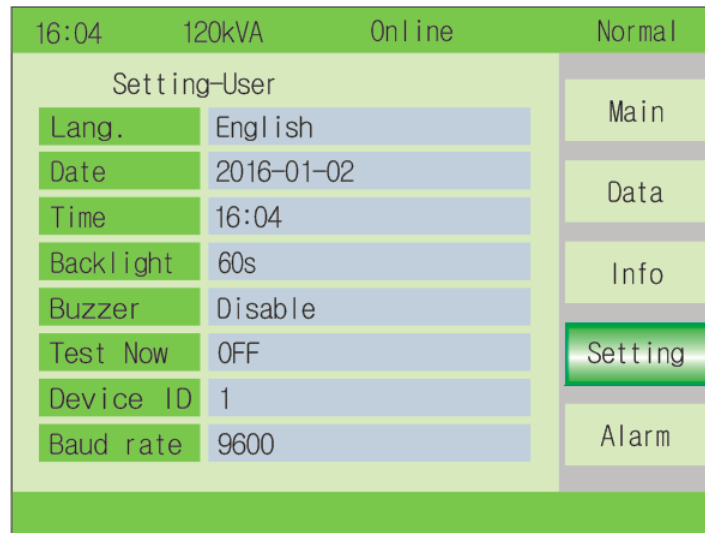 16:04 120kVA Online Normal
Setting-User
Lang. English
Date 2016-01-02
Time 16:04
Backlight 60s
Buzzer Disable
Test Now OFF
Device ID 1
Baud rate 9600
Main
Data
Info
Setting
Alarm